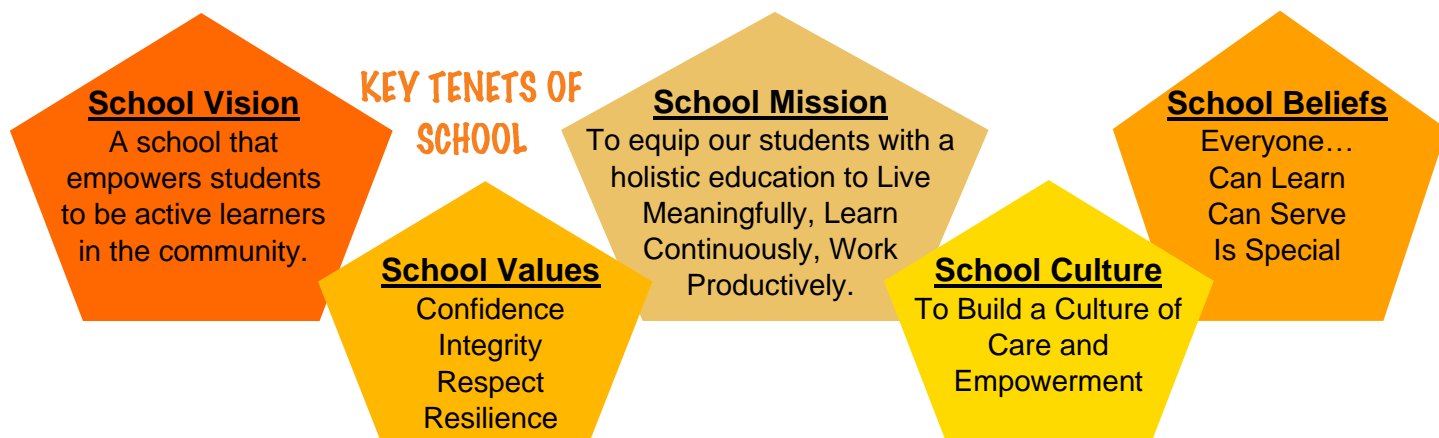 KEY TENETS OF
SCHOOL
School Vision
A school that
empowers students
to be active learners
in the community.
School Values
Confidence
Integrity
Respect
Resilience
School Mission
To equip our students with a
holistic education to Live
Meaningfully, Learn
Continuously, Work
Productively.
School Culture
To Build a Culture of
Care and
Empowerment
School Beliefs
Everyone…
Can Learn
Can Serve
Is Special